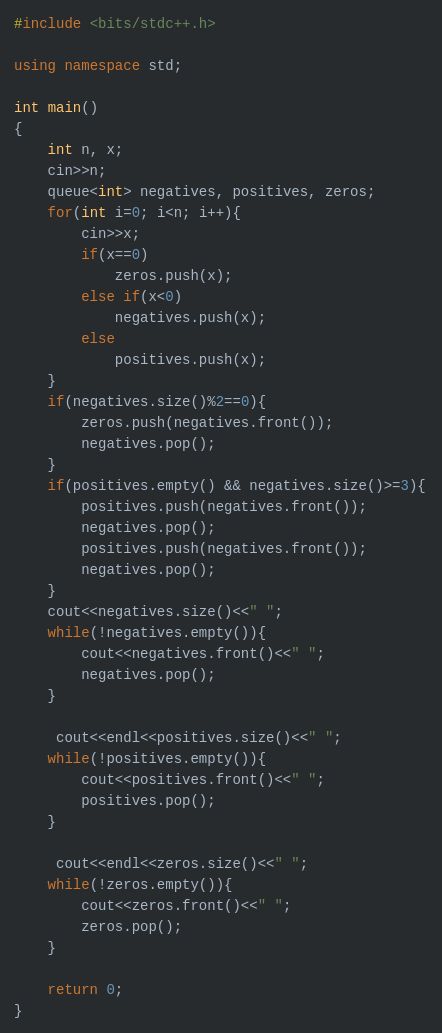 #include <bits/stdc++.h>

using namespace std;

int main()
{
    int n, x;
    cin>>n;
    queue<int> negatives, positives, zeros;
    for(int i=0; i<n; i++){
        cin>>x;
        if(x==0)
            zeros.push(x);
        else if(x<0)
            negatives.push(x);
        else
            positives.push(x);
    }
    if(negatives.size()%2==0){
        zeros.push(negatives.front());
        negatives.pop();
    }
    if(positives.empty() && negatives.size()>=3){
        positives.push(negatives.front());
        negatives.pop();
        positives.push(negatives.front());
        negatives.pop();
    }
    cout<<negatives.size()<<" ";
    while(!negatives.empty()){
        cout<<negatives.front()<<" ";
        negatives.pop();
    }

     cout<<endl<<positives.size()<<" ";
    while(!positives.empty()){
        cout<<positives.front()<<" ";
        positives.pop();
    }

     cout<<endl<<zeros.size()<<" ";
    while(!zeros.empty()){
        cout<<zeros.front()<<" ";
        zeros.pop();
    }

    return 0;
}